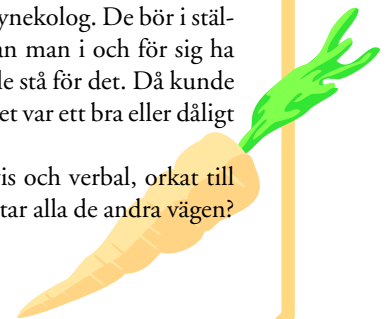 ynekolog. De bör i stäl-
an man i och för sig ha
le stå för det. Då kunde
et var ett bra eller dåligt
is och verbal, orkat till
tar alla de andra vägen?